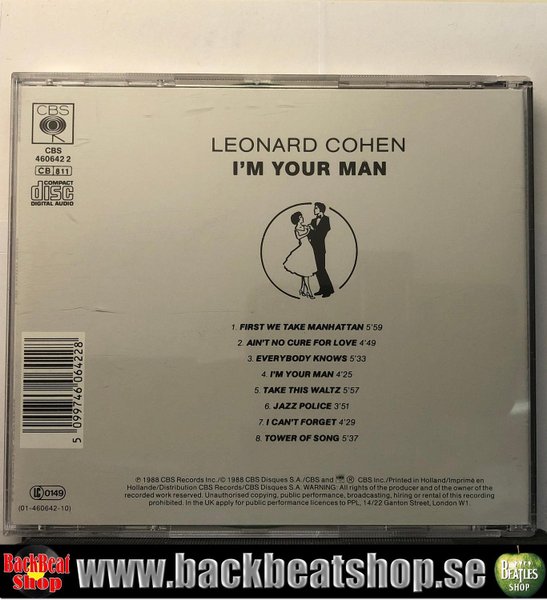 CBS
CBS
460642 2
CB 811
COMPACT
disc
DIGITAL AUDIO
LEONARD COHEN
I'M YOUR MAN
1. FIRST WE TAKE MANHATTAN 5'59
2. AIN'T NO CURE FOR LOVE 4'49
3. EVERYBODY KNOWS 5'33
4. I'M YOUR MAN 4'25
5. TAKE THIS WALTZ 5'57
6. JAZZ POLICE 3'51
7. I CAN'T FORGET 4'29
8. TOWER OF SONG 5'37
5 099746 064228
LC 0149
(01-460642-10)
℗ 1988 CBS Records Inc./© 1988 CBS Disques S.A./CBS and ® CBS Inc./Printed in Holland/Imprimé en
Hollande/Distribution CBS Records/CBS Disques S.A. WARNING: All rights of the producer and of the owner of the
recorded work reserved. Unauthorised copying, public performance, broadcasting, hiring or rental of this recording
prohibited. In the UK apply for public performance licences to PPL, 14/22 Ganton Street, London W1.
BackBeat
Shop
www.backbeatshop.se
BEATLES
SHOP